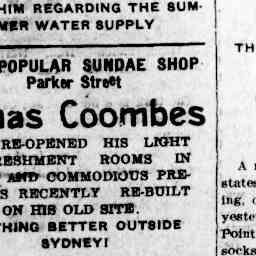 HIM REGARDING THE SUM-
MER WATER SUPPLY
POPULAR SUNDAE SHOP
Parker Street
as Coombes
RE-OPENED HIS LIGHT
RESHMENT ROOMS IN
AND COMMODIOUS PRE-
S RECENTLY RE-BUILT
ON HIS OLD SITE.
THING BETTER OUTSIDE
SYDNEY!
TH
A
states
ing,
yeste
Point
socks